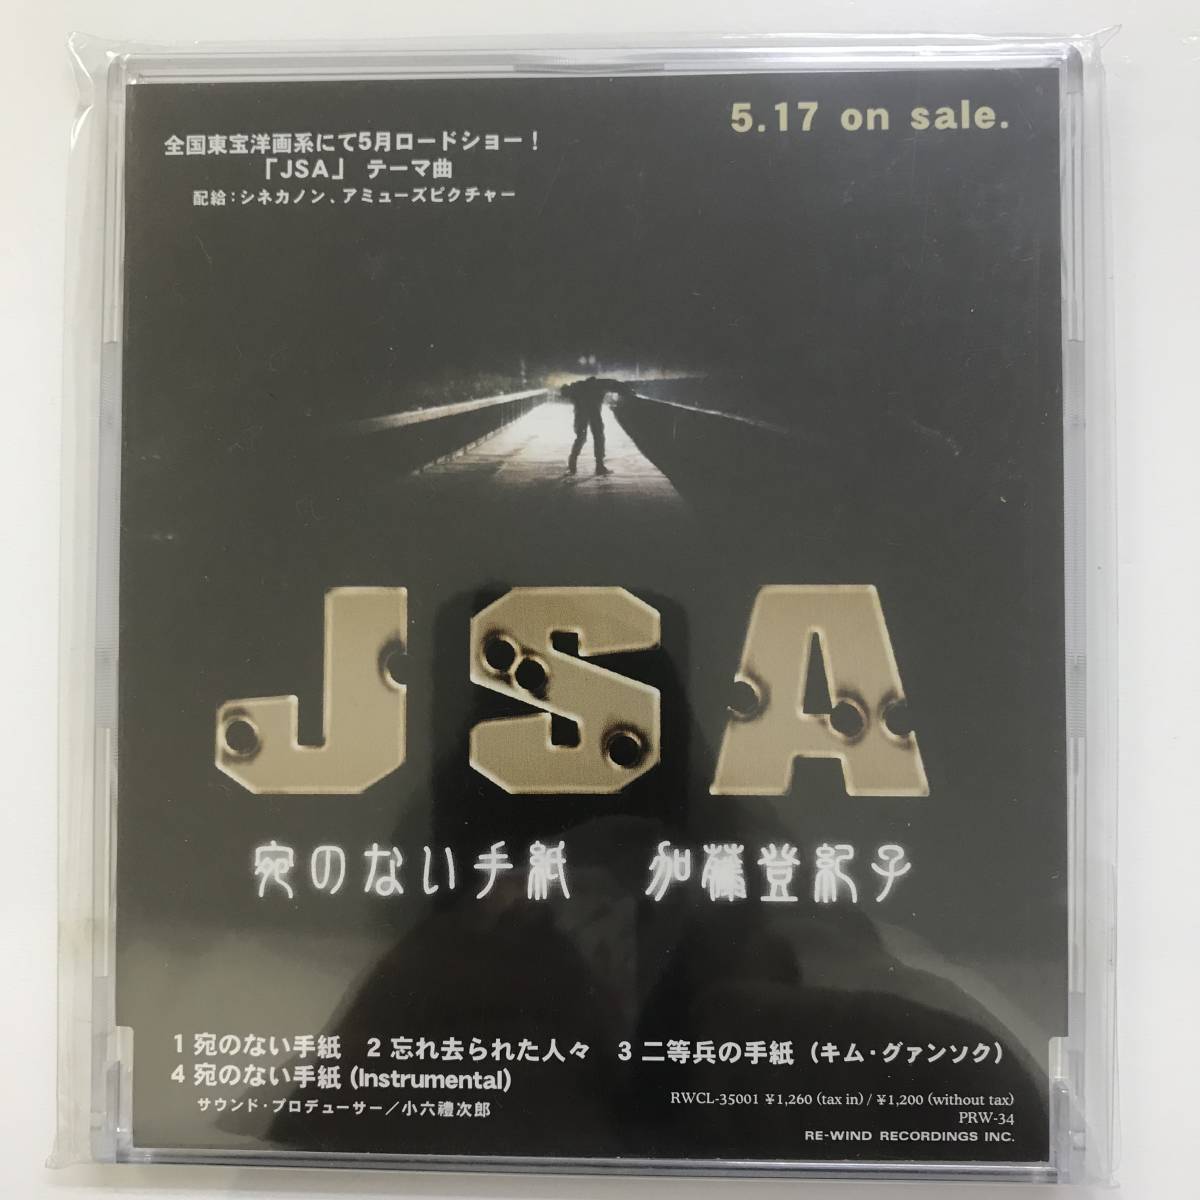 5.17 on sale.
全国東宝洋画系にて5月ロードショー！
「JSA」 テーマ曲
配給：シネカノン、アミューズピクチャー
JSA
宛のない手紙 加藤登紀子
1 宛のない手紙 2 忘れ去られた人々 3 二等兵の手紙（キム・グァンソク）
4 宛のない手紙 (Instrumental)
サウンド・プロデューサー／小六禮次郎
RWCL-35001 ¥1,260 (tax in) / ¥1,200 (without tax)
PRW-34
RE-WIND RECORDINGS INC.